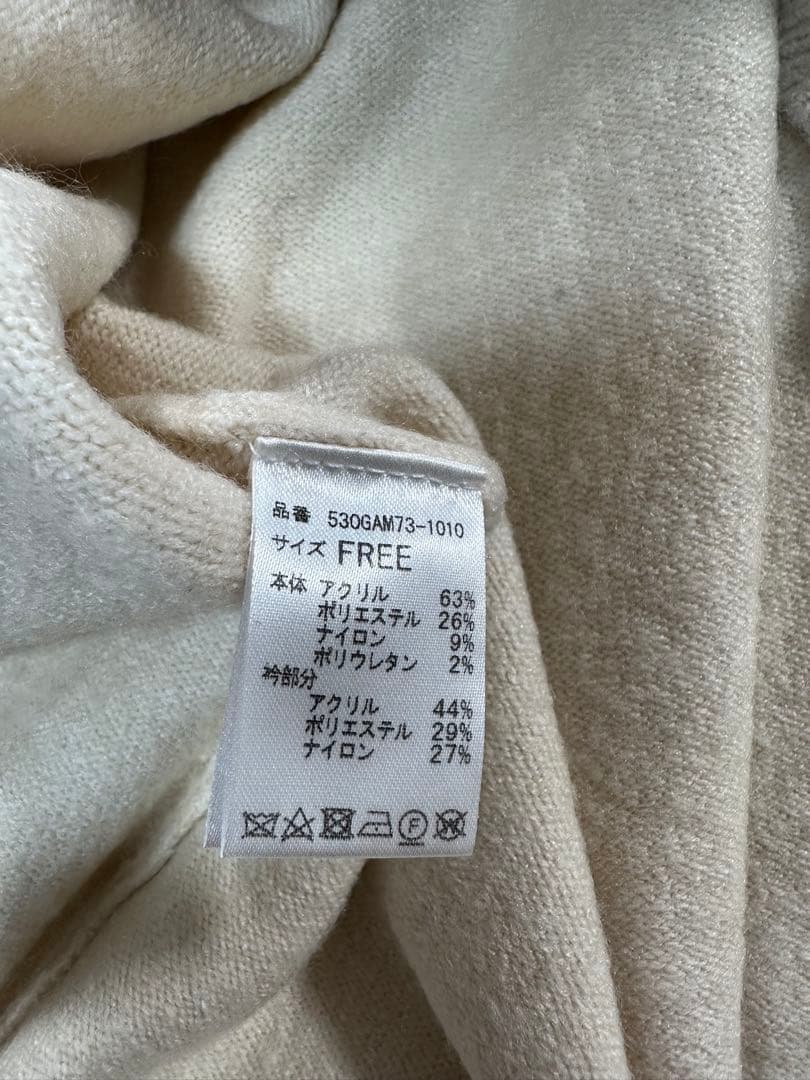 品番 530GAM73-1010
サイズ FREE
本体 アクリル 63%
ポリエステル 26%
ナイロン 9%
ポリウレタン 2%
衿部分
アクリル 44%
ポリエステル 29%
ナイロン 27%
F W